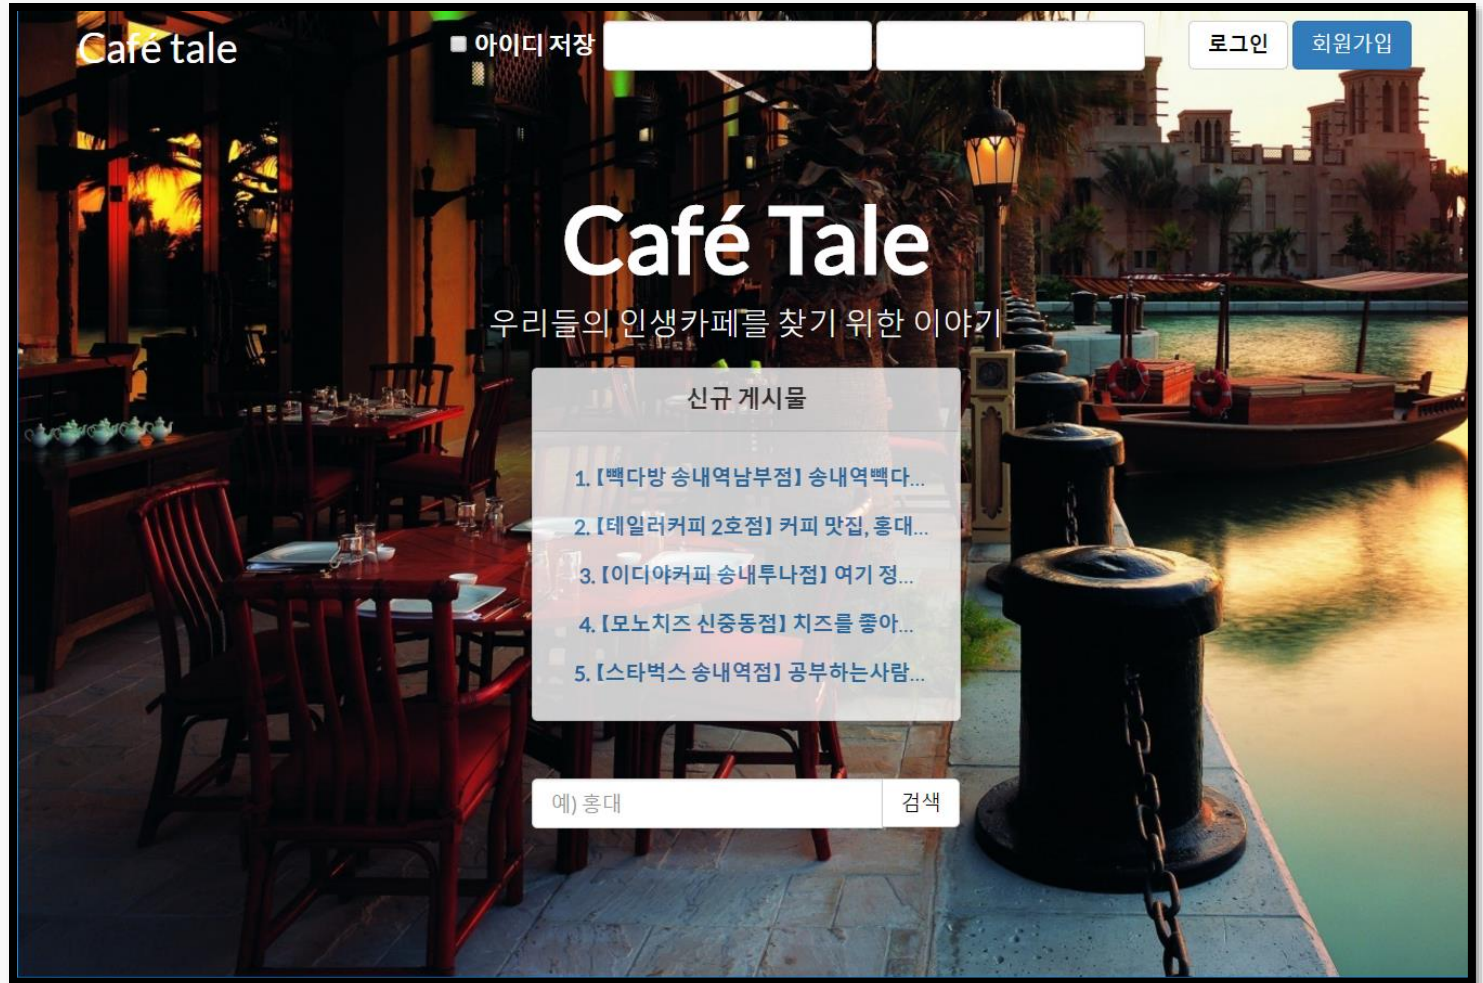 Café tale
아이디 저장
로그인
회원가입
Café Tale
우리들의 인생카페를 찾기 위한 이야기
신규 게시물
1. [빽다방 송내역남부점] 송내역빽다...
2. [테일러커피 2호점] 커피 맛집, 홍대...
3. [이디야커피 송내투나점] 여기 정...
4. [모노치즈 신중동점] 치즈를 좋아...
5. [스타벅스 송내역점] 공부하는사람...
예) 홍대
검색